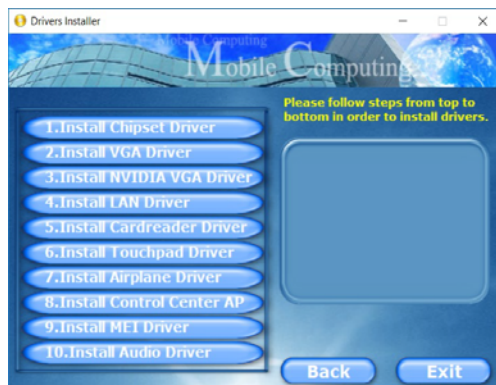 Drivers Installer
Mobile Computing
Mobile Computing
Please follow steps from top to
bottom in order to install drivers.
1.Install Chipset Driver
2.Install VGA Driver
3.Install NVIDIA VGA Driver
4.Install LAN Driver
5.Install Cardreader Driver
6.Install Touchpad Driver
7.Install Airplane Driver
8.Install Control Center AP
9.Install MEI Driver
10.Install Audio Driver
Back
Exit